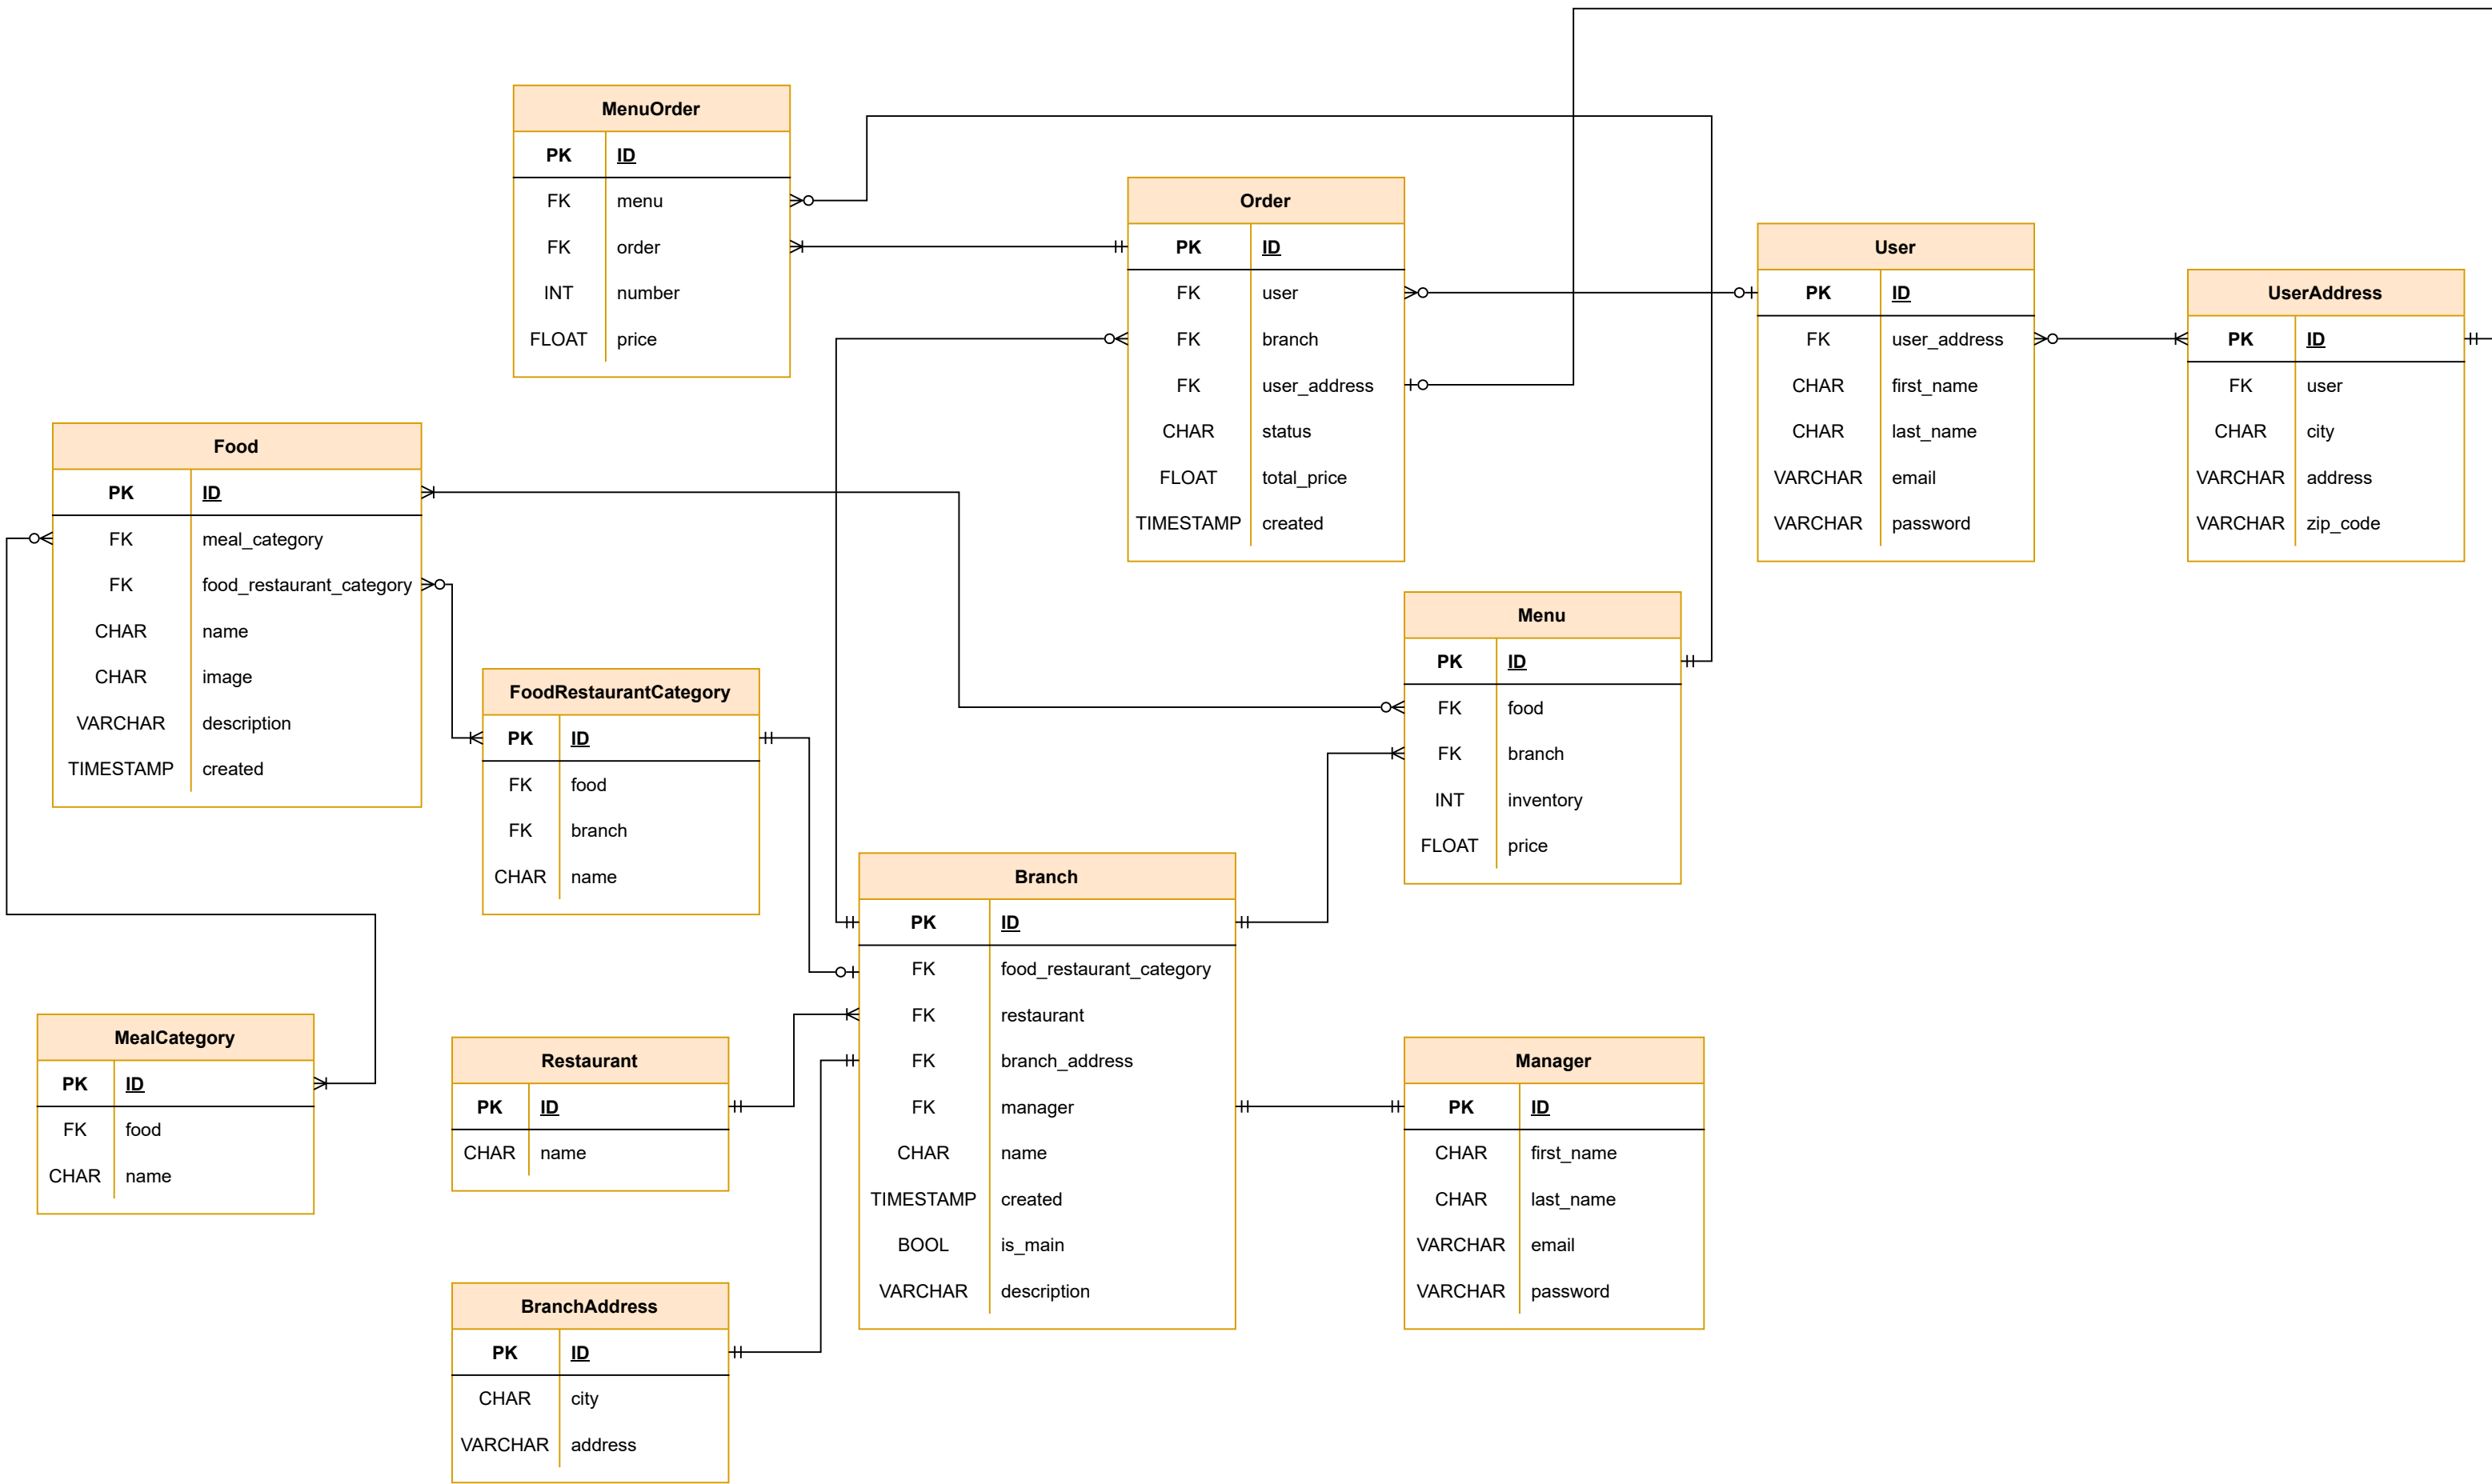 MenuOrder
PK ID
FK menu
FK order
INT number
FLOAT price
Order
PK ID
FK user
FK branch
FK user_address
CHAR status
FLOAT total_price
TIMESTAMP created
User
PK ID
FK user_address
CHAR first_name
CHAR last_name
VARCHAR email
VARCHAR password
UserAddress
PK ID
FK user
CHAR city
VARCHAR address
VARCHAR zip_code
Food
PK ID
FK meal_category
FK food_restaurant_category
CHAR name
CHAR image
VARCHAR description
TIMESTAMP created
FoodRestaurantCategory
PK ID
FK food
FK branch
CHAR name
Menu
PK ID
FK food
FK branch
INT inventory
FLOAT price
Branch
PK ID
FK food_restaurant_category
FK restaurant
FK branch_address
FK manager
CHAR name
TIMESTAMP created
BOOL is_main
VARCHAR description
MealCategory
PK ID
FK food
CHAR name
Restaurant
PK ID
CHAR name
Manager
PK ID
CHAR first_name
CHAR last_name
VARCHAR email
VARCHAR password
BranchAddress
PK ID
CHAR city
VARCHAR address